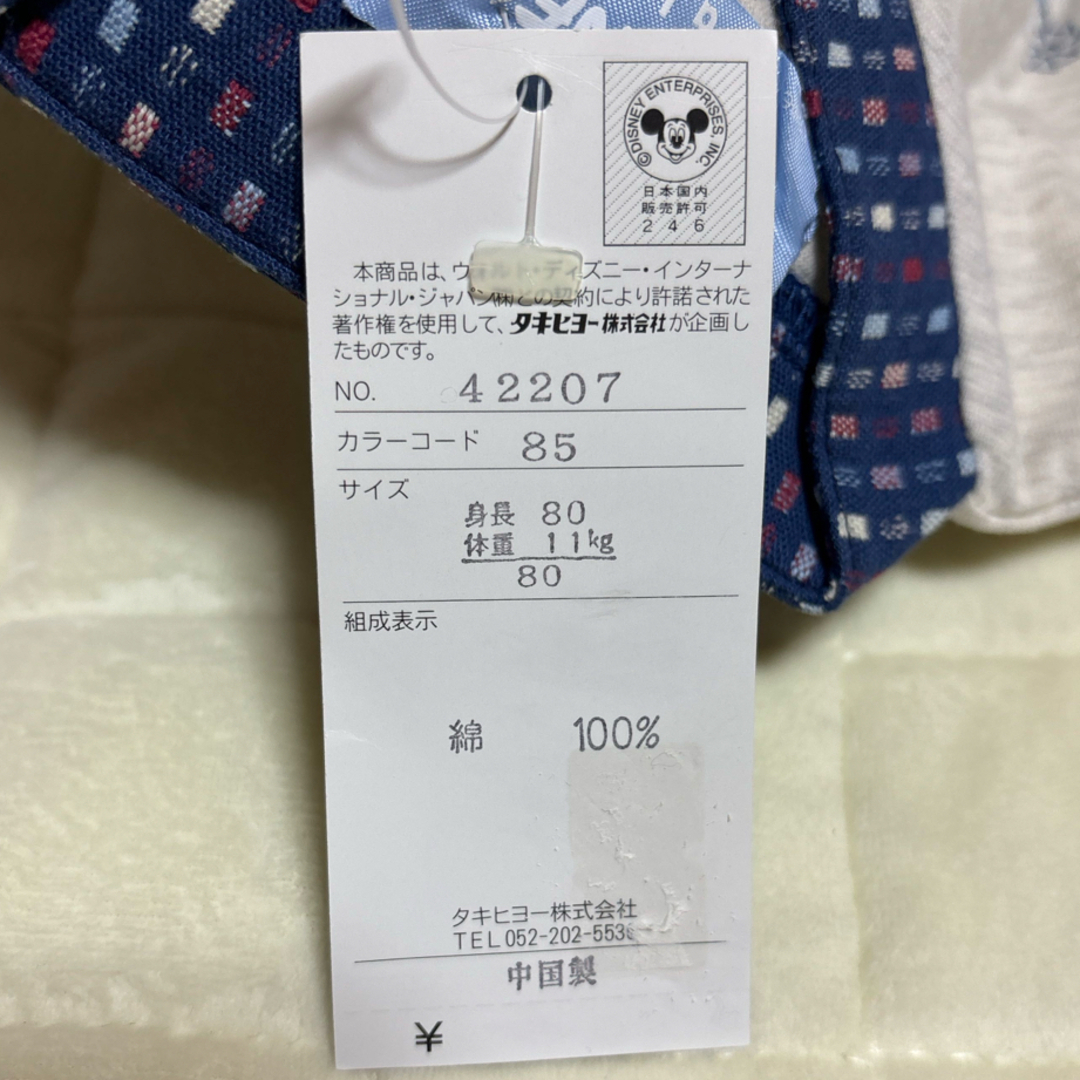 ©DISNEY ENTERPRISES, INC.
日本国内
販売許可
246
本商品は、ウォルト・ディズニー・インターナ
ショナル・ジャパン㈱との契約により許諾された
著作権を使用して、タキヒヨー株式会社が企画し
たものです。
NO. 42207
カラーコード 85
サイズ
身長 80
体重 11kg
80
組成表示
綿 100%
タキヒヨー株式会社
TEL 052-202-553
中国製
¥